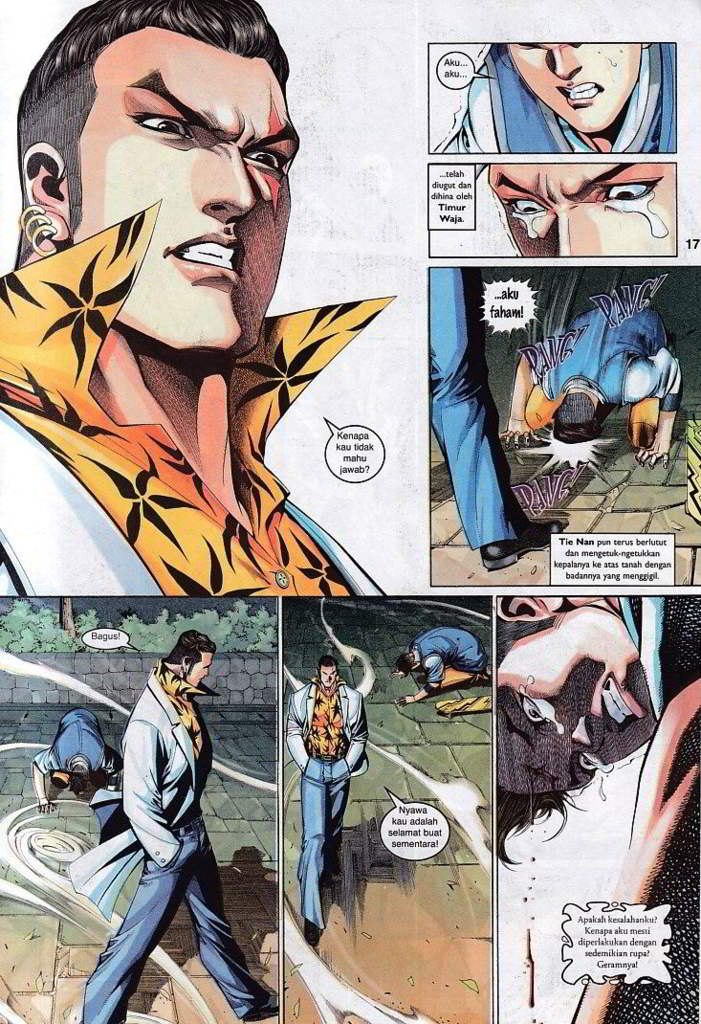 Kenapa
kau tidak
mahu
jawab?
Aku...
aku...
...telah
diugut dan
dihina oleh
Timur
Waja.
17
...aku
faham!
PANG
PANG
PANG
Tie Nan pun terus berlutut
dan mengetuk-ngetukkan
kepalanya ke atas tanah dengan
badannya yang menggigil.
Bagus!
Nyawa
kau adalah
selamat buat
sementara!
Apakah kesalahanku?
Kenapa aku mesti
diperlakukan dengan
sedemikian rupa?
Geramnya!